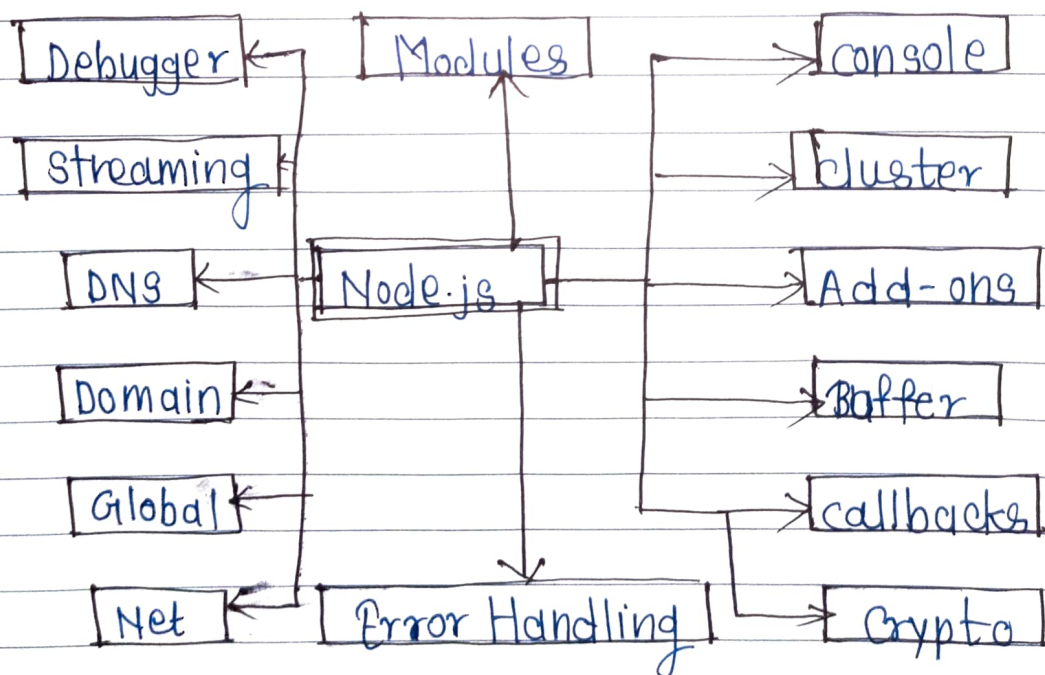 Debugger
Modules
console
Streaming
cluster
DNS
Node.js
Add-ons
Domain
Buffer
Global
callbacks
Net
Error Handling
Crypto